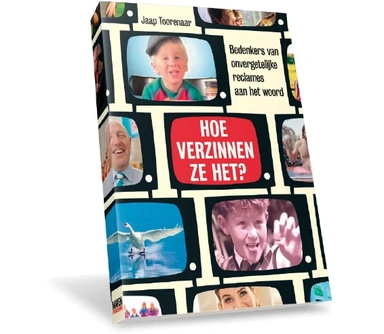 Jaap Toorenaar
Bedenkers van
onvergetelijke
reclames
aan het woord
HOE
VERZINNEN
ZE HET?